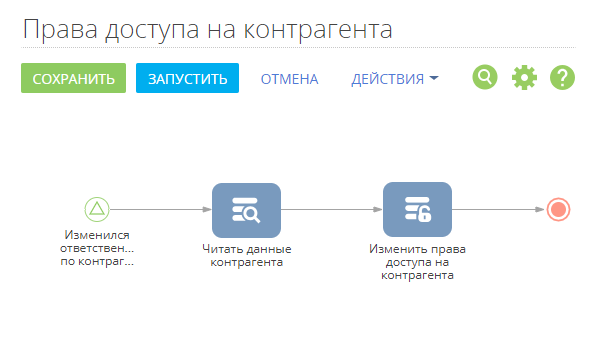 Права доступа на контрагента
СОХРАНИТЬ ЗАПУСТИТЬ ОТМЕНА ДЕЙСТВИЯ
?
Изменился
ответствен...
по контраг...
Читать данные
контрагента
Изменить права
доступа на
контрагента